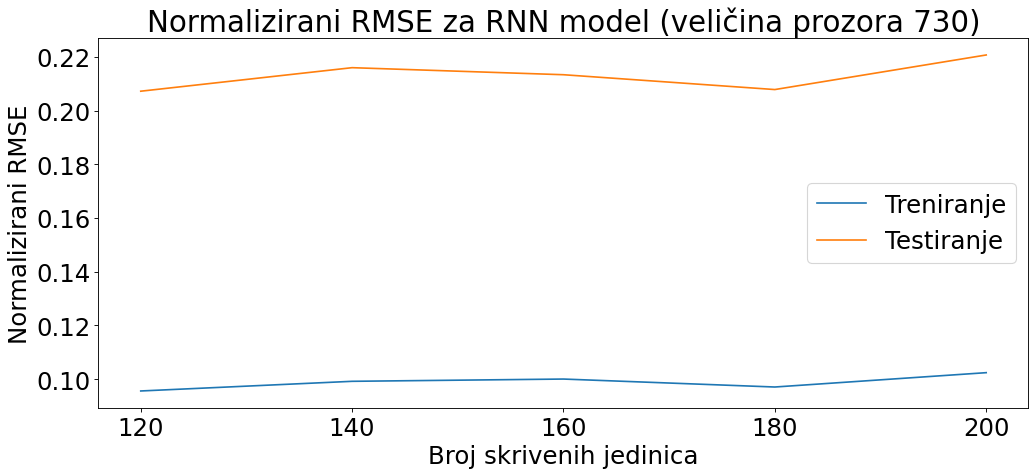 Normalizirani RMSE za RNN model (veličina prozora 730)
Normalizirani RMSE
0.22
0.20
0.18
0.16
0.14
0.12
0.10
Treniranje
Testiranje
120 140 160 180 200
Broj skrivenih jedinica